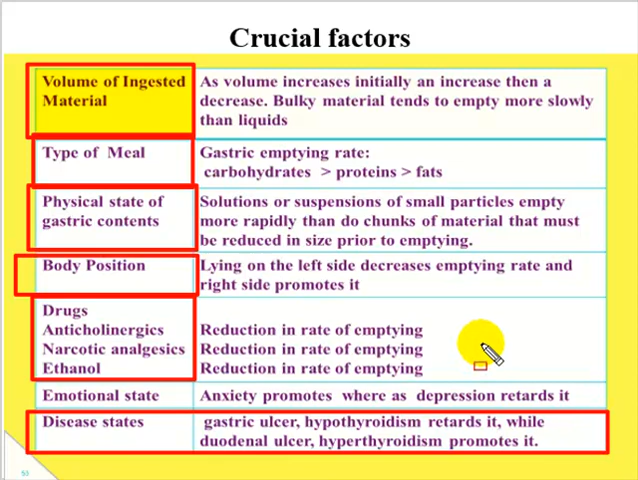 Crucial factors
Volume of Ingested
Material
As volume increases initially an increase then a
decrease. Bulky material tends to empty more slowly
than liquids
Type of Meal
Gastric emptying rate:
carbohydrates > proteins > fats
Physical state of
gastric contents
Solutions or suspensions of small particles empty
more rapidly than do chunks of material that must
be reduced in size prior to emptying.
Body Position
Lying on the left side decreases emptying rate and
right side promotes it
Drugs
Anticholinergics Reduction in rate of emptying
Narcotic analgesics Reduction in rate of emptying
Ethanol Reduction in rate of emptying
Emotional state Anxiety promotes where as depression retards it
Disease states
gastric ulcer, hypothyroidism retards it, while
duodenal ulcer, hyperthyroidism promotes it.